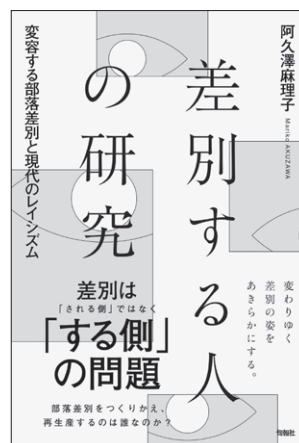 阿久澤麻理子
Mariko AKUZAWA
差別する人
の研究
変容する部落差別と現代のレイシズム
変わりゆく
差別の姿を
あきらかにする。
差別は
「される側」ではなく
「する側」
の問題
部落差別をつくりかえ、
再生産するのは誰なのか?
旬報社